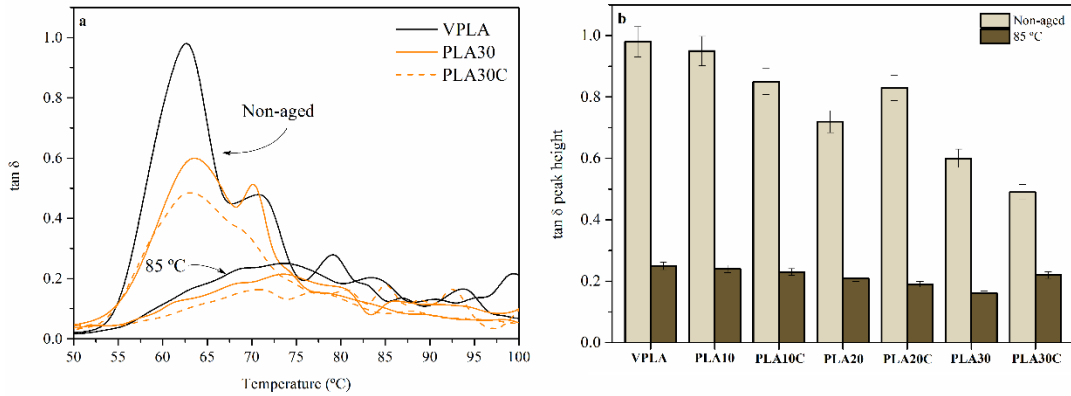 a
VPLA
PLA30
PLA30C
Non-aged
85 ºC
tan δ
1.0
0.8
0.6
0.4
0.2
0.0
50 55 60 65 70 75 80 85 90 95 100
Temperature (ºC)
b
Non-aged
85 ºC
tan δ peak height
1.0
0.8
0.6
0.4
0.2
0.0
VPLA PLA10 PLA10C PLA20 PLA20C PLA30 PLA30C